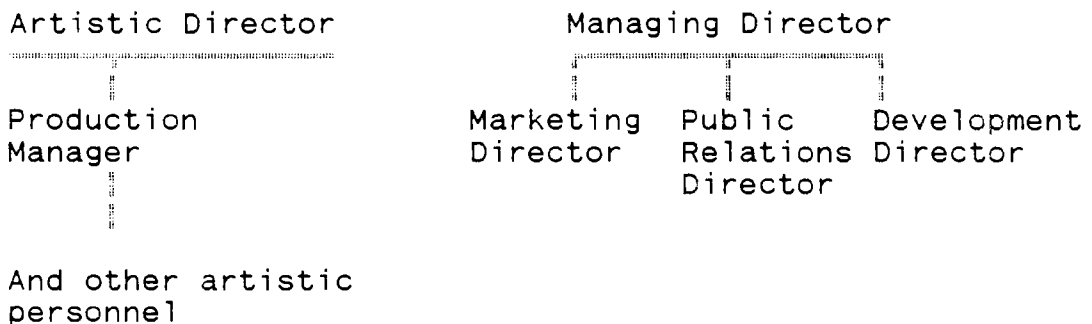 Artistic Director
Managing Director
Production
Manager
Marketing
Director
Public
Relations
Director
Development
Director
And other artistic
personnel